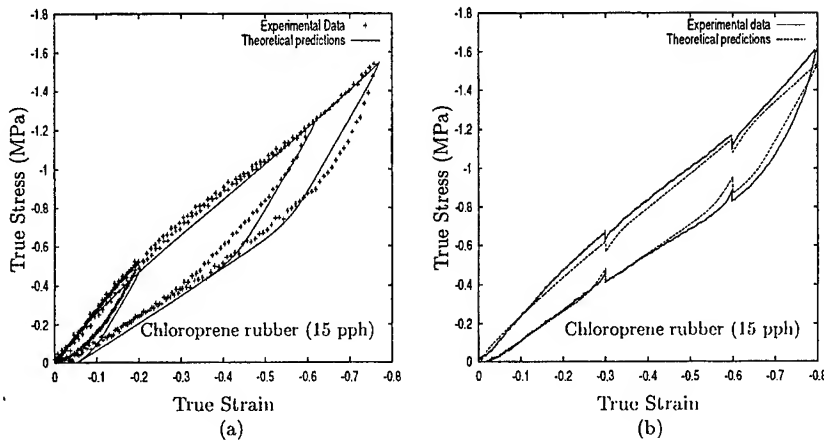 -1.8
-1.6
-1.4
-1.2
-1
-0.8
-0.6
-0.4
-0.2
0
True Stress (MPa)
Experimental Data
Theoretical predictions
Chloroprene rubber (15 pph)
0 -0.1 -0.2 -0.3 -0.4 -0.5 -0.6 -0.7 -0.8
True Strain
(a)
-1.8
-1.6
-1.4
-1.2
-1
-0.8
-0.6
-0.4
-0.2
0
True Stress (MPa)
Experimental data
Theoretical predictions
Chloroprene rubber (15 pph)
0 -0.1 -0.2 -0.3 -0.4 -0.5 -0.6 -0.7 -0.8
True Strain
(b)